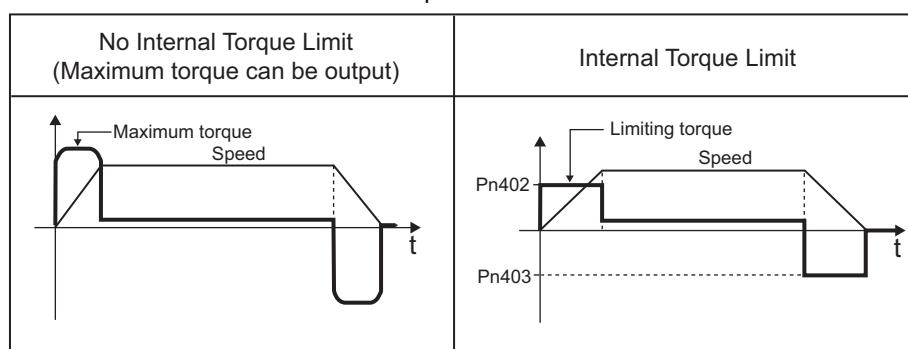 No Internal Torque Limit
(Maximum torque can be output)
Internal Torque Limit
Maximum torque
Speed
t
Limiting torque
Speed
Pn402
t
Pn403